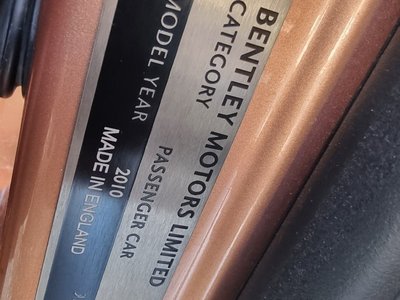 BENTLEY MOTORS LIMITED
CATEGORY PASSENGER CAR
MODEL YEAR 2010
MADE IN ENGLAND